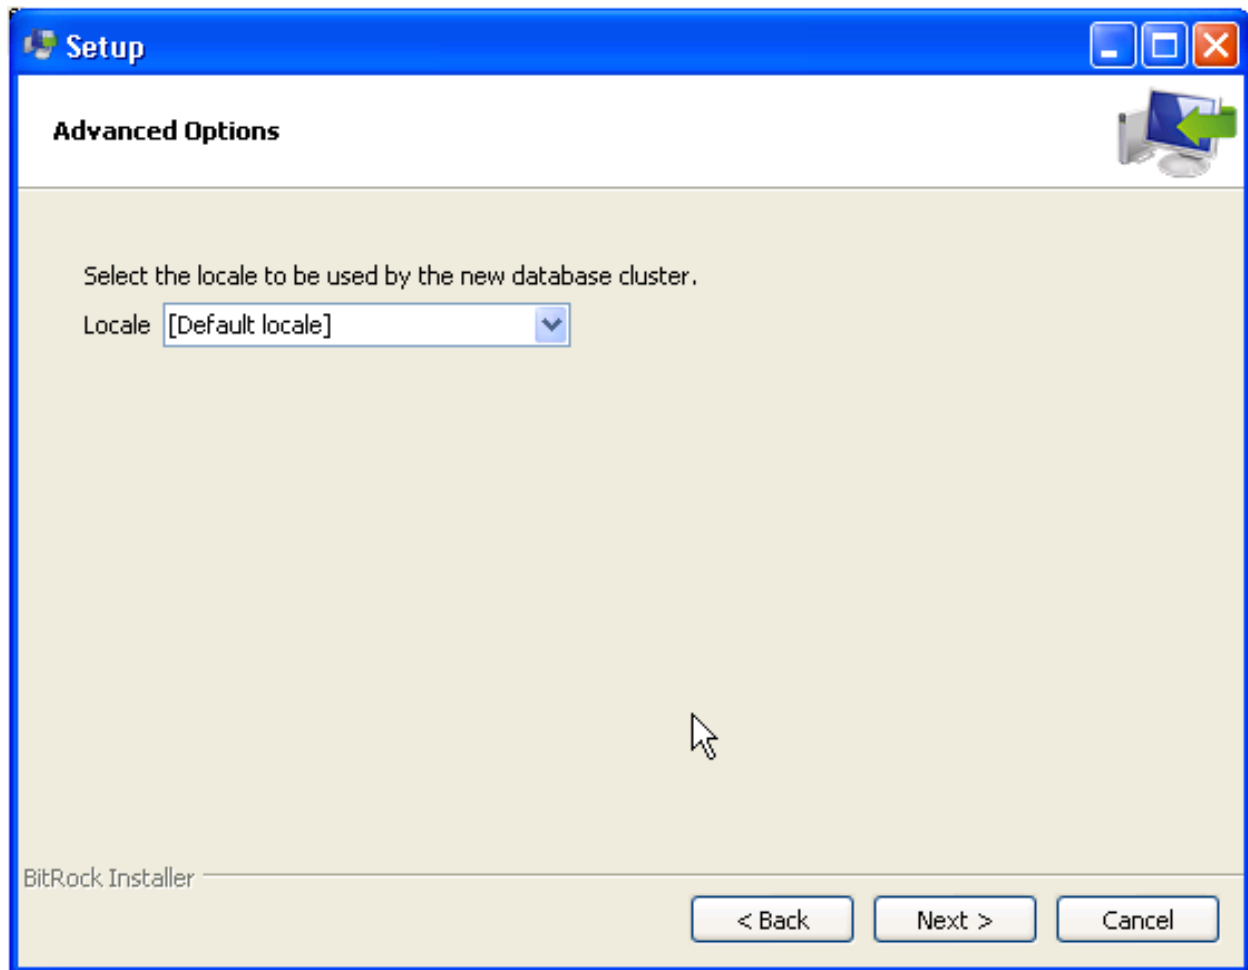 Setup
Advanced Options
Select the locale to be used by the new database cluster.
Locale [Default locale]
BitRock Installer
< Back Next > Cancel